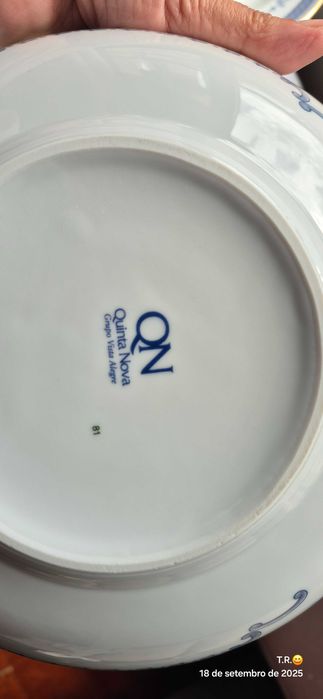 QN
Quinta Nova
Grupo Vista Alegre
81
T.R.😊
18 de setembro de 2025